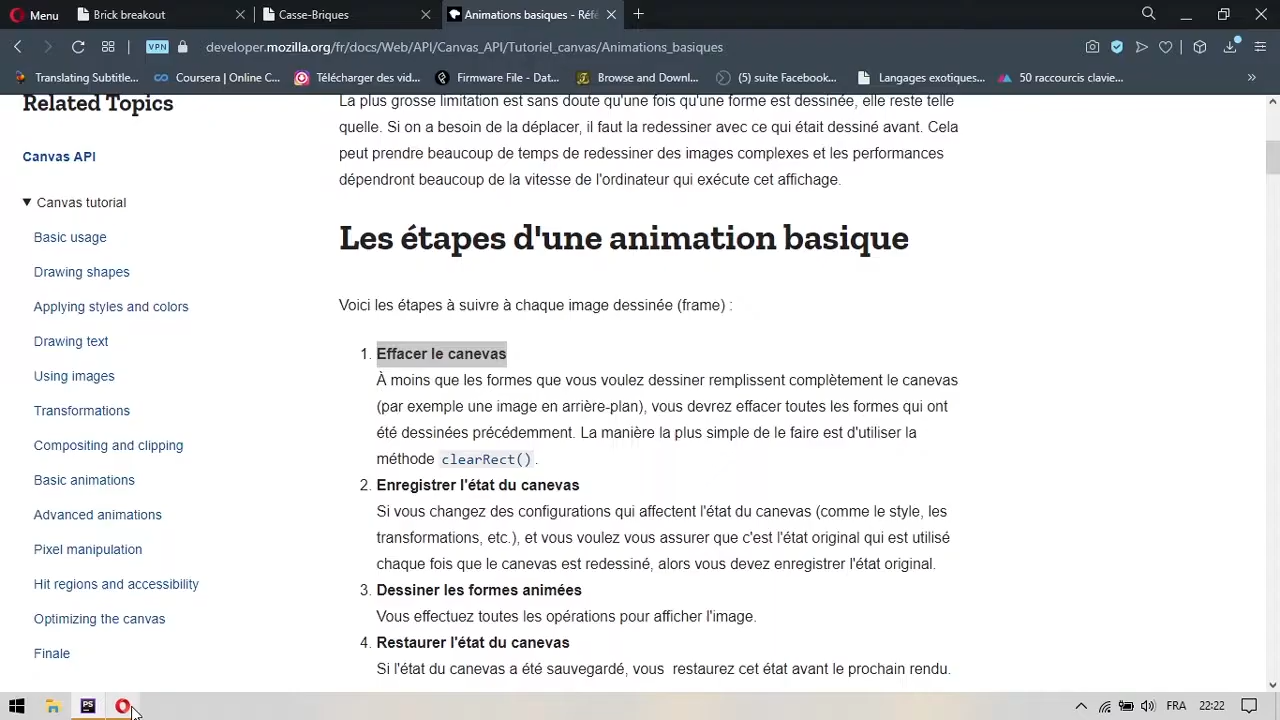 Menu
Brick breakout
Casse-Briques
Animations basiques - Réfé
VPN
developer.mozilla.org/fr/docs/Web/API/Canvas_API/Tutoriel_canvas/Animations_basiques
Translating Subtitle...
Coursera | Online C...
Télécharger des vid...
Firmware File - Dat...
Browse and Downl...
(5) suite Facebook...
Langages exotiques...
50 raccourcis clavie...
Related Topics
Canvas API
Canvas tutorial
Basic usage
Drawing shapes
Applying styles and colors
Drawing text
Using images
Transformations
Compositing and clipping
Basic animations
Advanced animations
Pixel manipulation
Hit regions and accessibility
Optimizing the canvas
Finale
La plus grosse limitation est sans doute qu'une fois qu'une forme est dessinée, elle reste telle
quelle. Si on a besoin de la déplacer, il faut la redessiner avec ce qui était dessiné avant. Cela
peut prendre beaucoup de temps de redessiner des images complexes et les performances
dépendront beaucoup de la vitesse de l'ordinateur qui exécute cet affichage.
Les étapes d'une animation basique
Voici les étapes à suivre à chaque image dessinée (frame) :
1. Effacer le canevas
À moins que les formes que vous voulez dessiner remplissent complètement le canevas
(par exemple une image en arrière-plan), vous devrez effacer toutes les formes qui ont
été dessinées précédemment. La manière la plus simple de le faire est d'utiliser la
méthode clearRect().
2. Enregistrer l'état du canevas
Si vous changez des configurations qui affectent l'état du canevas (comme le style, les
transformations, etc.), et vous voulez vous assurer que c'est l'état original qui est utilisé
chaque fois que le canevas est redessiné, alors vous devez enregistrer l'état original.
3. Dessiner les formes animées
Vous effectuez toutes les opérations pour afficher l'image.
4. Restaurer l'état du canevas
Si l'état du canevas a été sauvegardé, vous restaurez cet état avant le prochain rendu.
PS
FRA
22:22